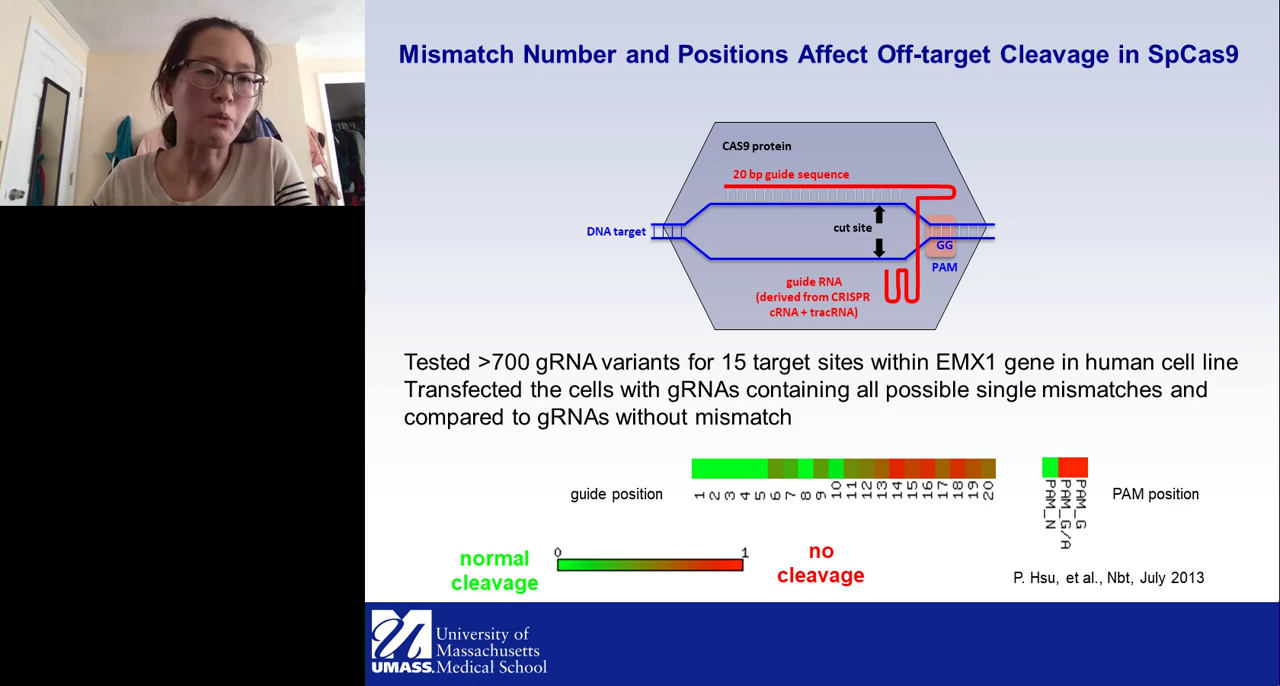 Mismatch Number and Positions Affect Off-target Cleavage in SpCas9
CAS9 protein
20 bp guide sequence
DNA target
cut site
GG
PAM
guide RNA
(derived from CRISPR
cRNA + tracRNA)
Tested >700 gRNA variants for 15 target sites within EMX1 gene in human cell line
Transfected the cells with gRNAs containing all possible single mismatches and
compared to gRNAs without mismatch
guide position
1 2 3 4 5 6 7 8 9 10 11 12 13 14 15 16 17 18 19 20
PAM_N
PAM_G/A
PAM_G
PAM position
normal
cleavage
0 1
no
cleavage
P. Hsu, et al., Nbt, July 2013
UMASS.
University of
Massachusetts
Medical School